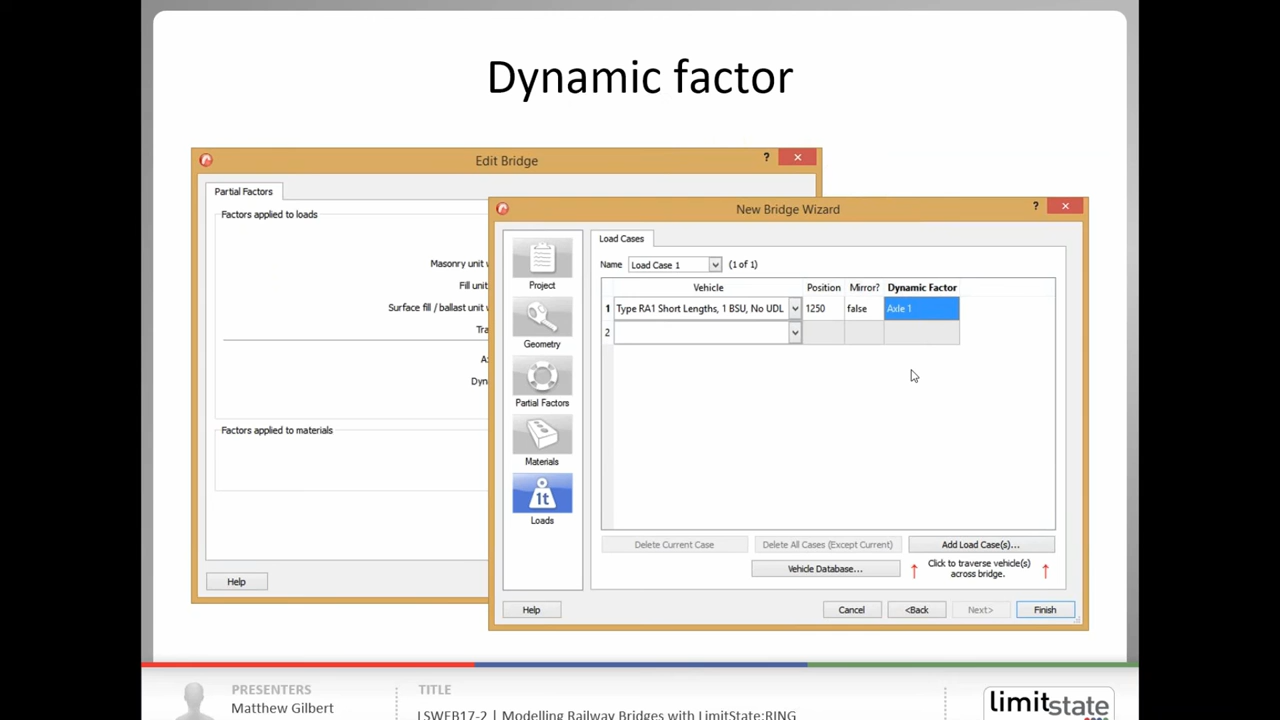 Dynamic factor
Edit Bridge
?
Partial Factors
Factors applied to loads
Masonry unit
Fill unit
Surface fill / ballast unit
Factors applied to materials
Help
New Bridge Wizard
?
Project
Geometry
Partial Factors
Materials
1t
Loads
Load Cases
Name Load Case 1 (1 of 1)
Vehicle Position Mirror? Dynamic Factor
1 Type RA1 Short Lengths, 1 BSU, No UDL 1250 false Axle 1
2
Delete Current Case Delete All Cases (Except Current) Add Load Case(s)...
Vehicle Database...
Click to traverse vehicle(s)
across bridge.
Help Cancel <Back Next> Finish
PRESENTERS
Matthew Gilbert
TITLE
LSWEB17-2 | Modelling Railway Bridges with LimitState:RING
limitstate